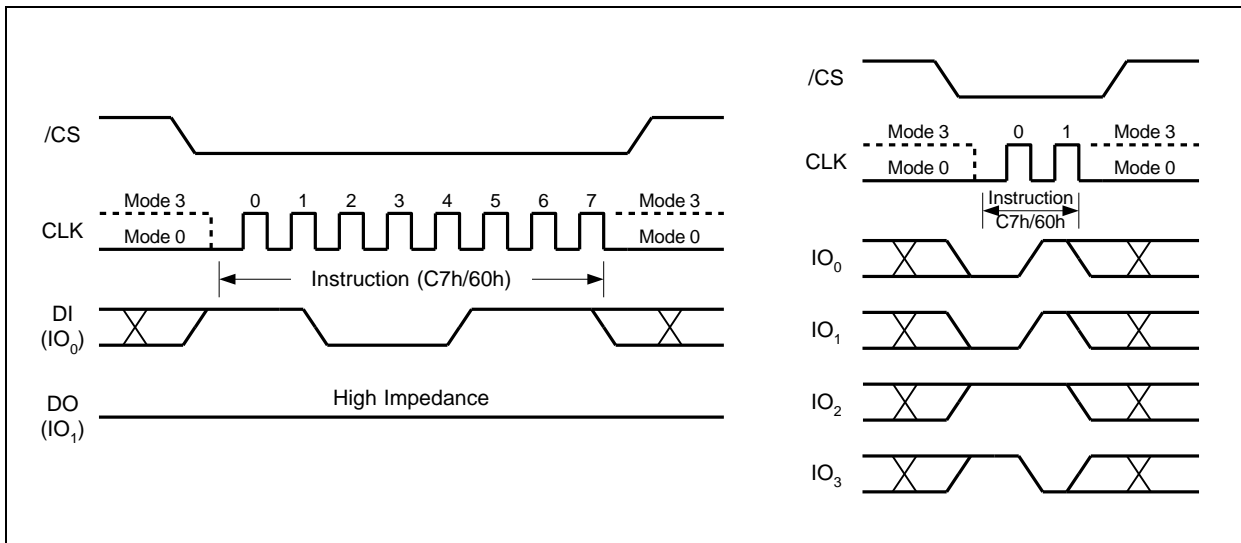 /CS
Mode 3 0 1 2 3 4 5 6 7 Mode 3
CLK
Mode 0 Mode 0
Instruction (C7h/60h)
DI
(IO0)
High Impedance
DO
(IO1)
/CS
Mode 3 0 1 Mode 3
CLK
Mode 0 Mode 0
Instruction
C7h/60h
IO0
IO1
IO2
IO3